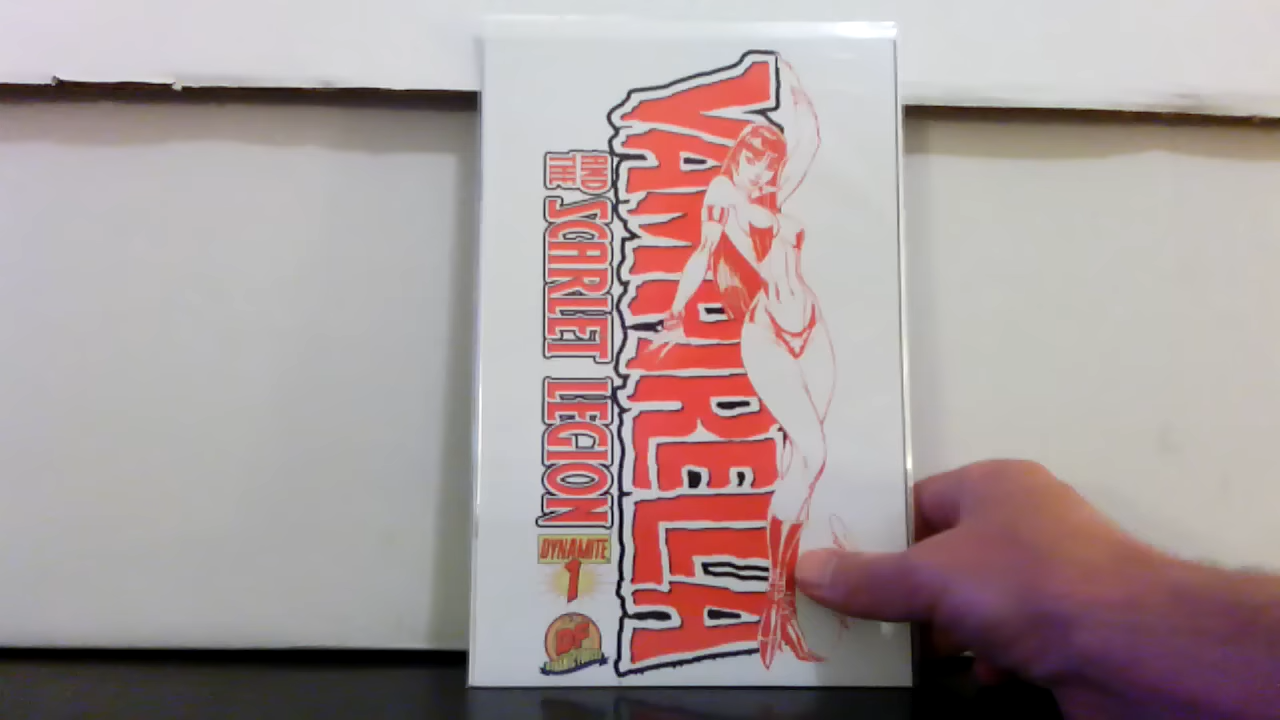 VAMPIRELLA
AND THE SCARLET LEGION
DYNAMITE
1
DF